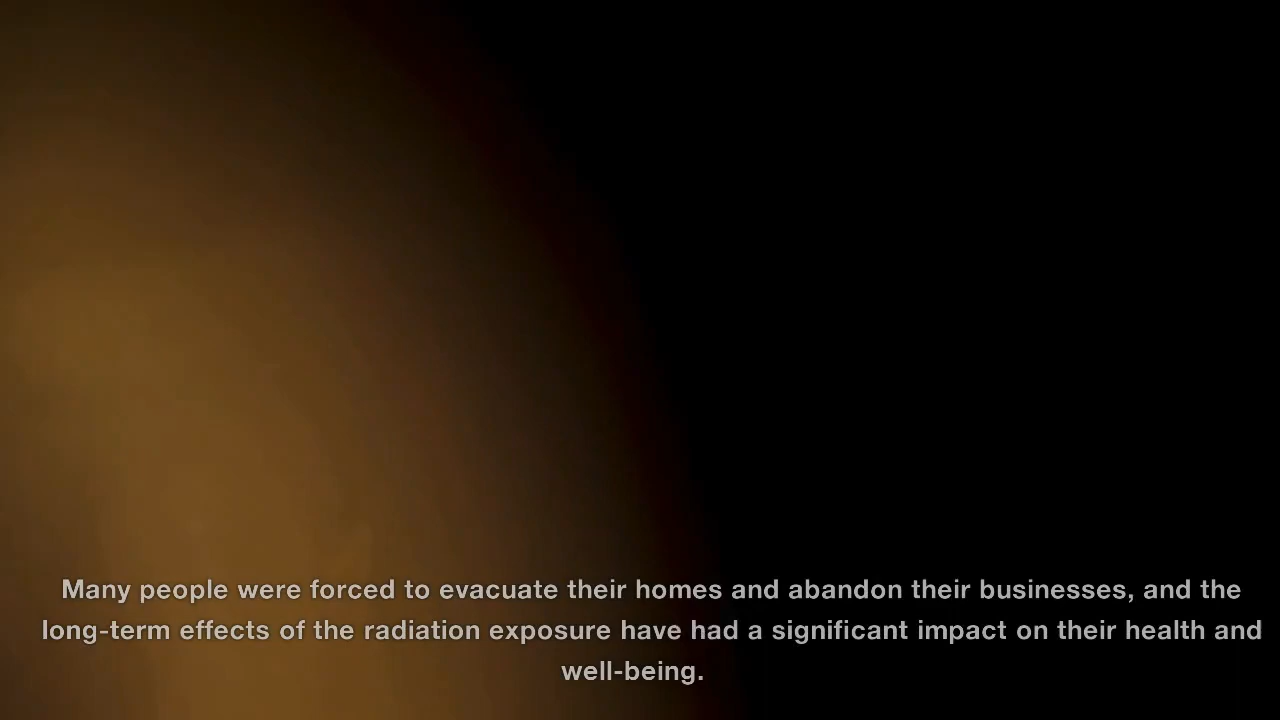 Many people were forced to evacuate their homes and abandon their businesses, and the
long-term effects of the radiation exposure have had a significant impact on their health and
well-being.